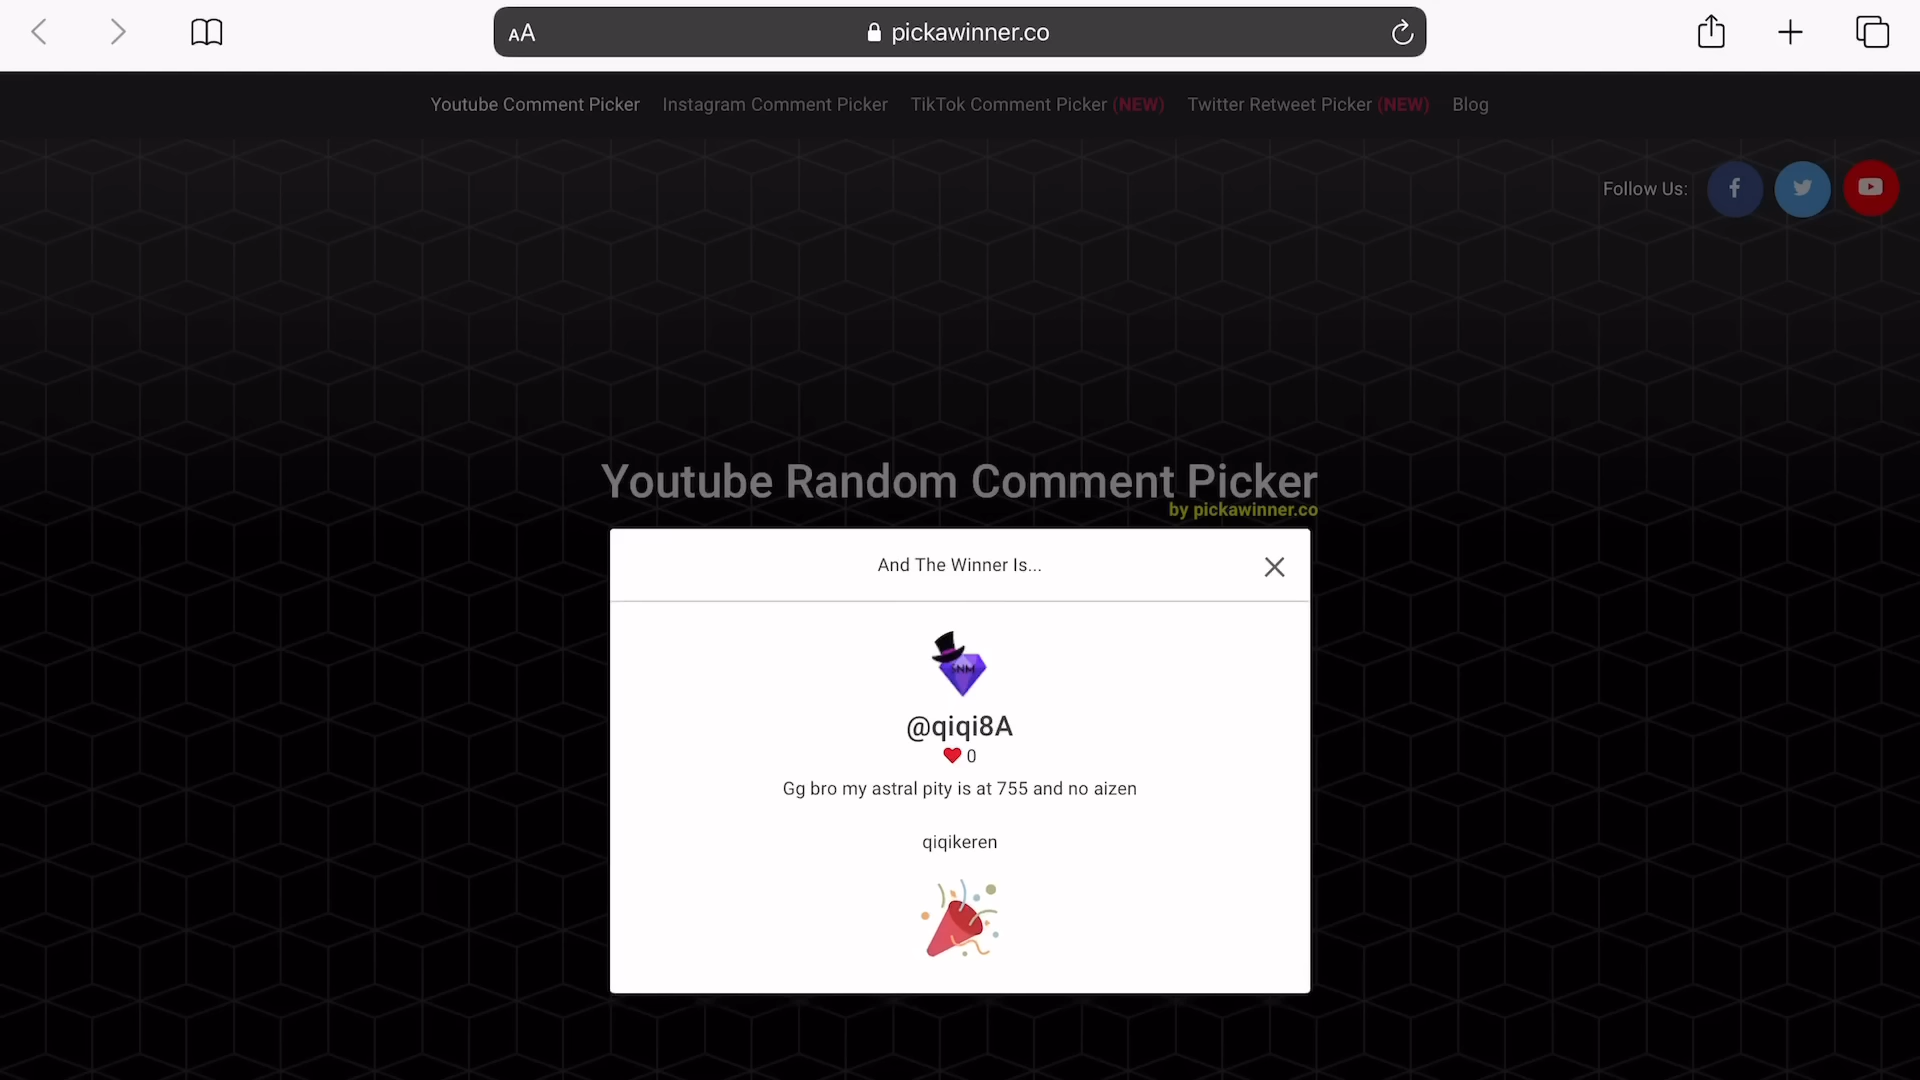 AA pickawinner.co
Youtube Comment Picker Instagram Comment Picker TikTok Comment Picker (NEW) Twitter Retweet Picker (NEW) Blog
Follow Us:
Youtube Random Comment Picker
by pickawinner.co
And The Winner Is...
SNM
@qiqi8A
0
Gg bro my astral pity is at 755 and no aizen
qiqikeren